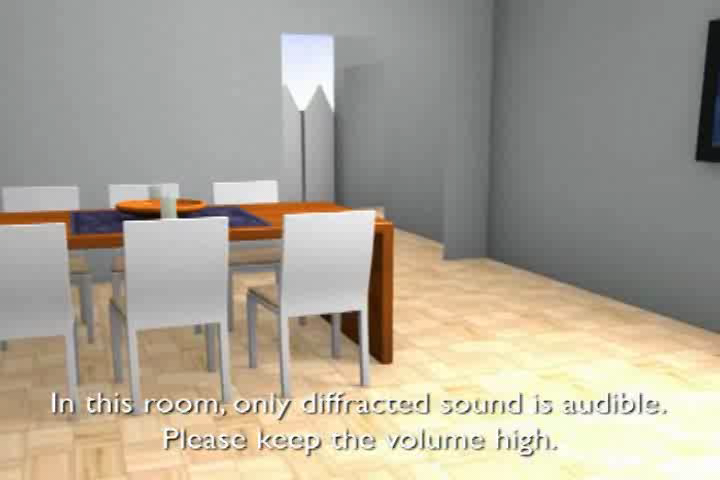 In this room, only diffracted sound is audible.
Please keep the volume high.